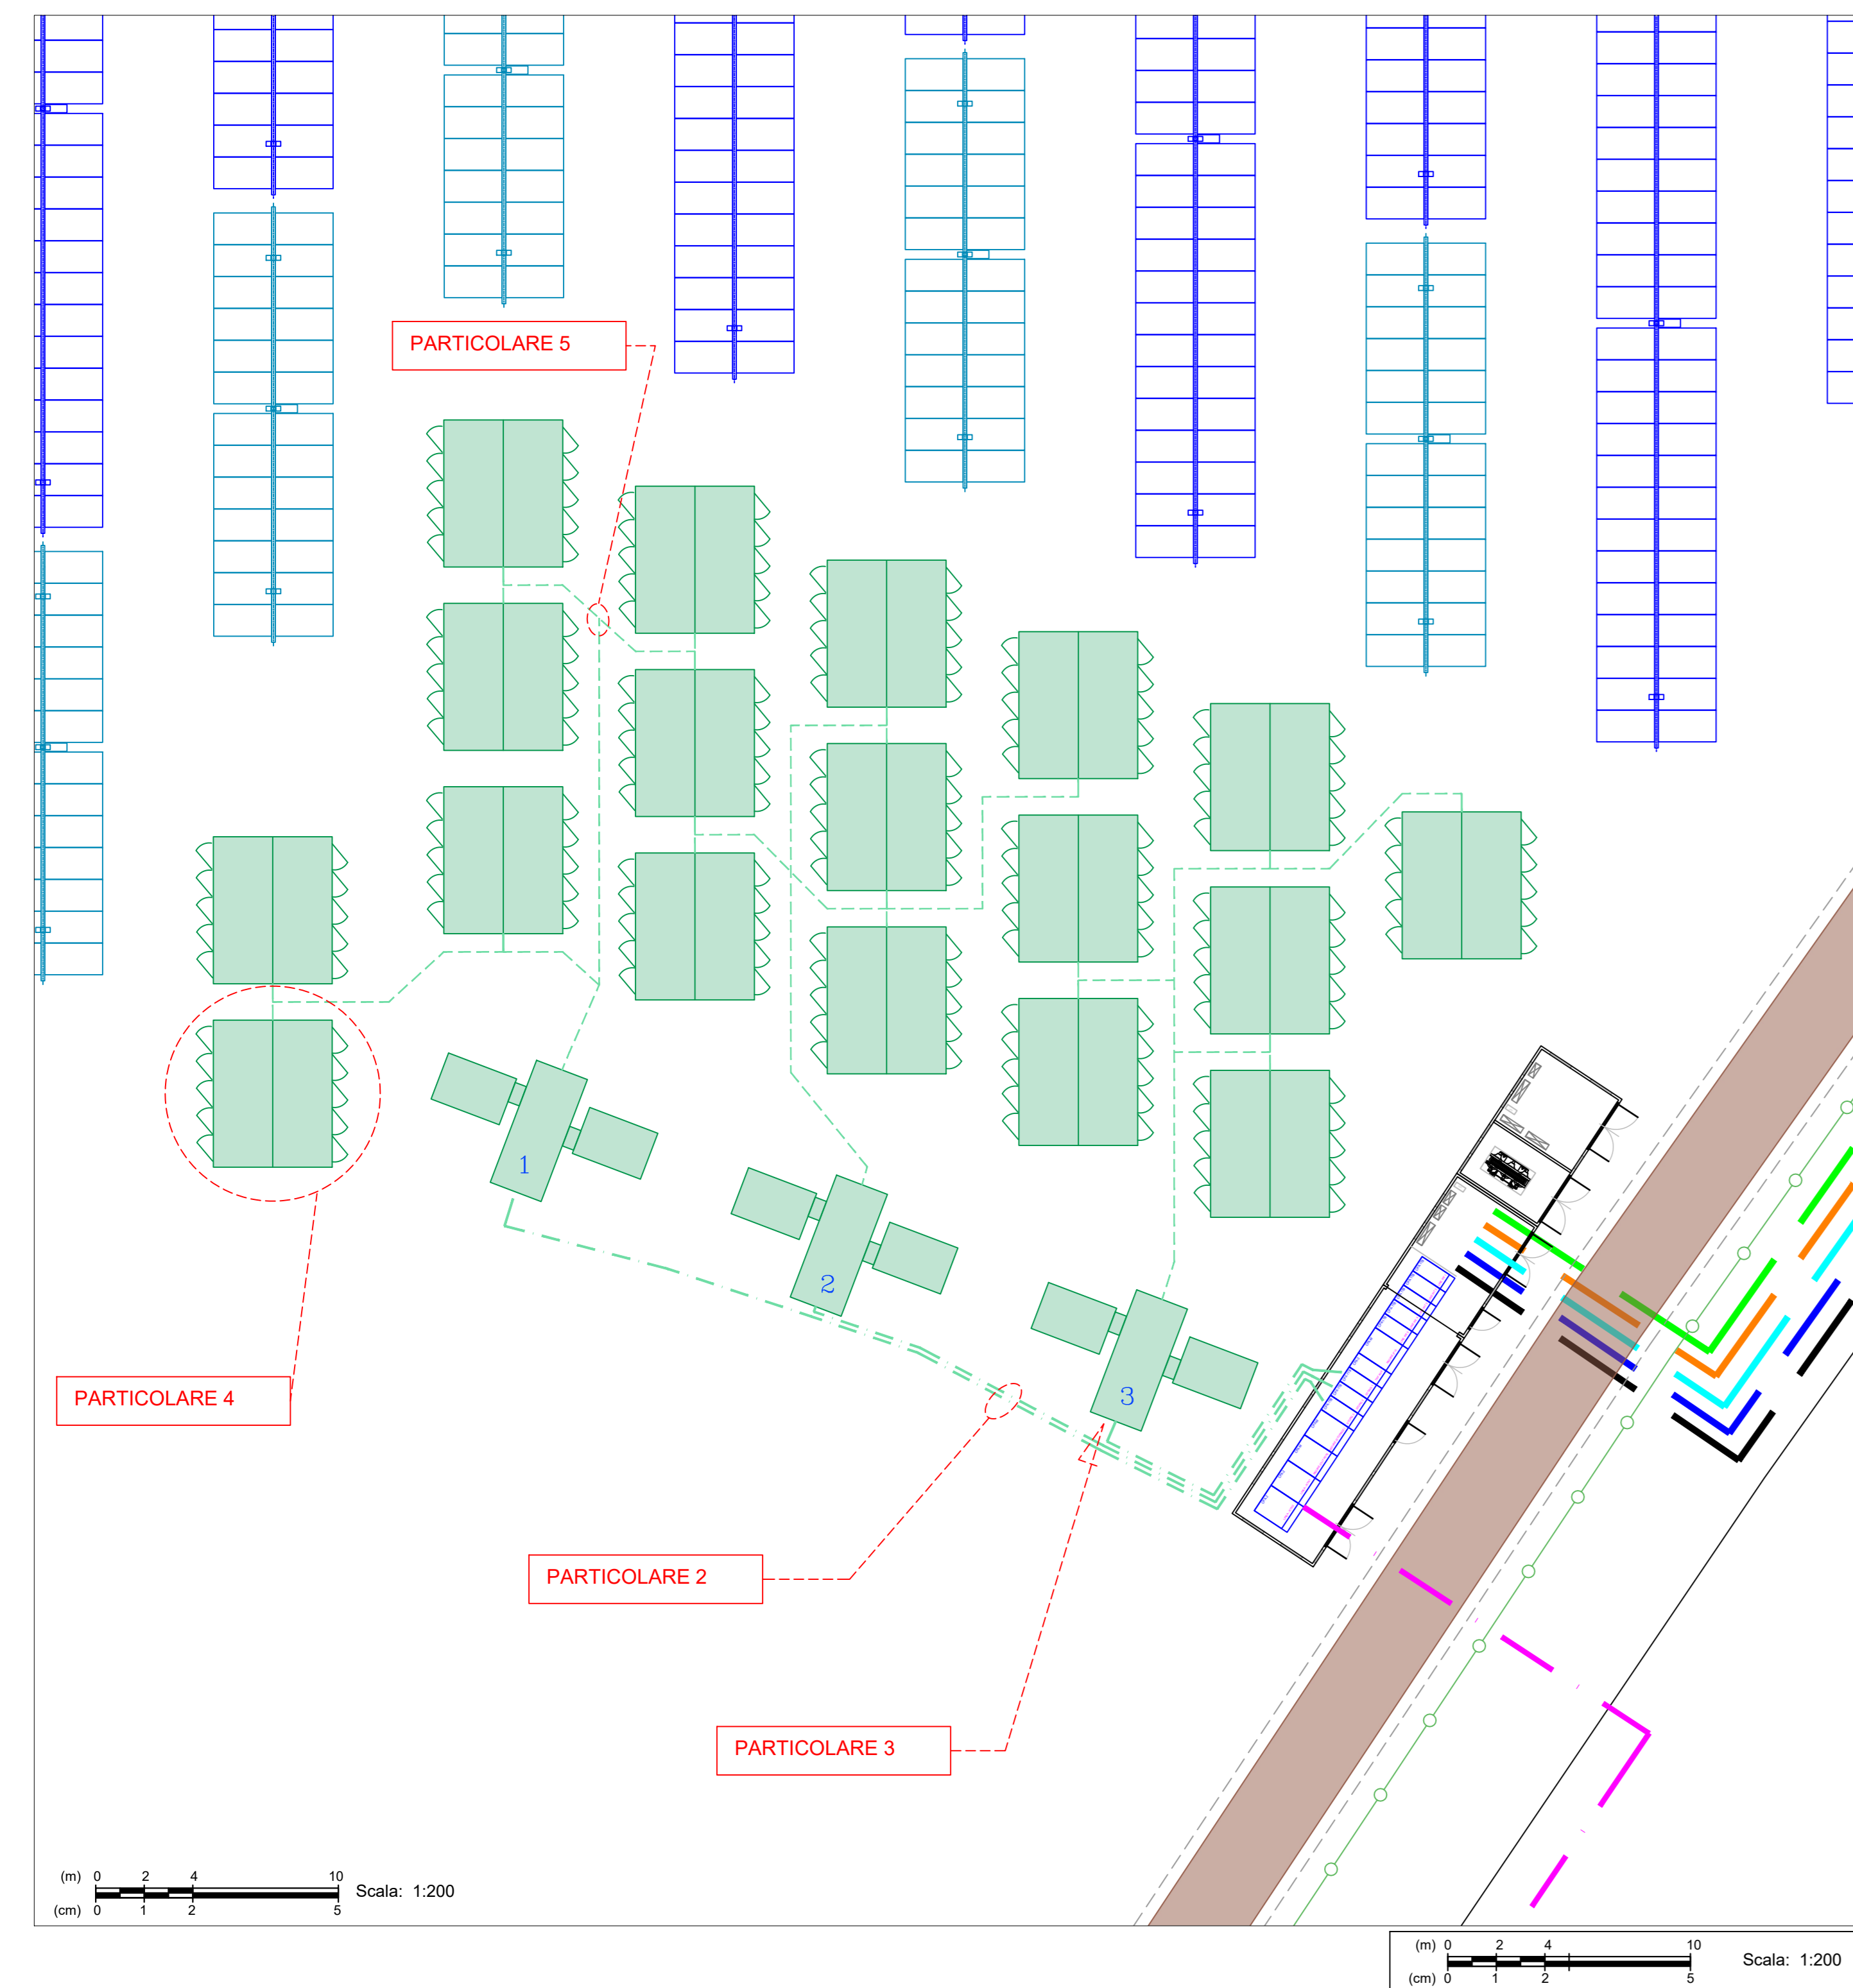 PARTICOLARE 5
1
2
3
PARTICOLARE 4
PARTICOLARE 2
PARTICOLARE 3
(m) 0 2 4 10
Scala: 1:200
(cm) 0 1 2 5
(m) 0 2 4 10
Scala: 1:200
(cm) 0 1 2 5